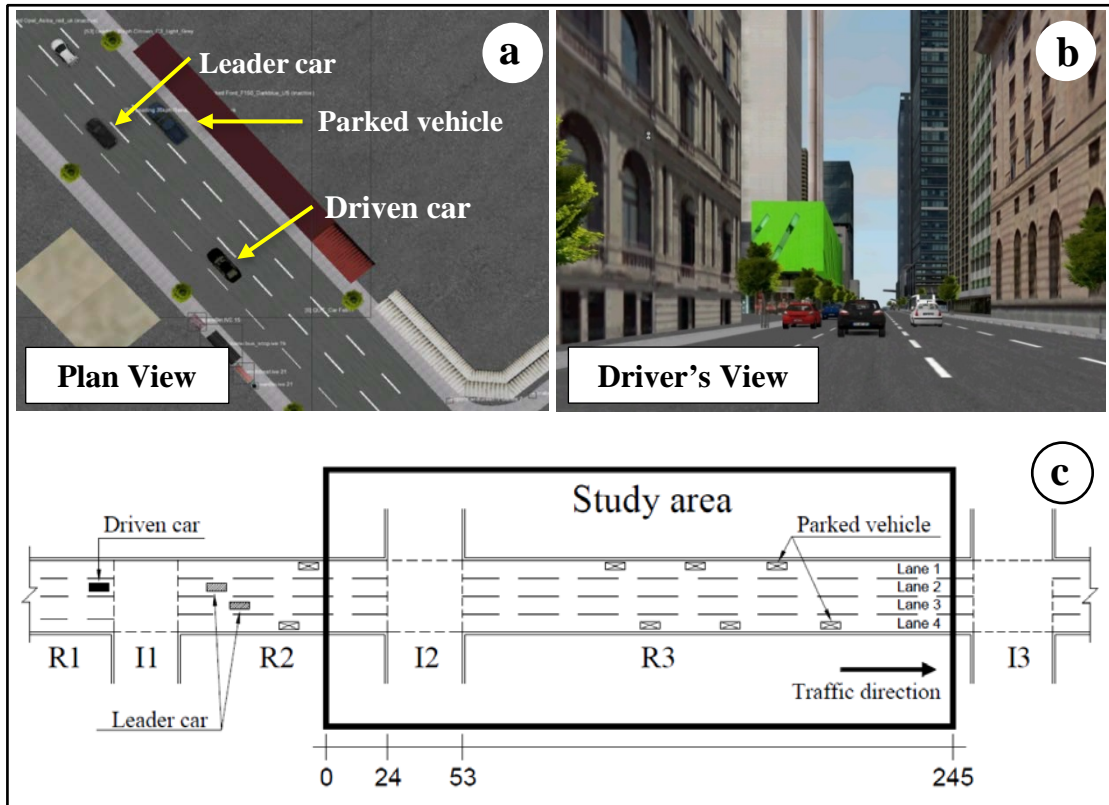 a
Leader car
Parked vehicle
Driven car
Plan View
b
Driver's View
c
Study area
Driven car
Parked vehicle
Lane 1
Lane 2
Lane 3
Lane 4
R1
I1
R2
I2
R3
I3
Traffic direction
Leader car
0 24 53 245